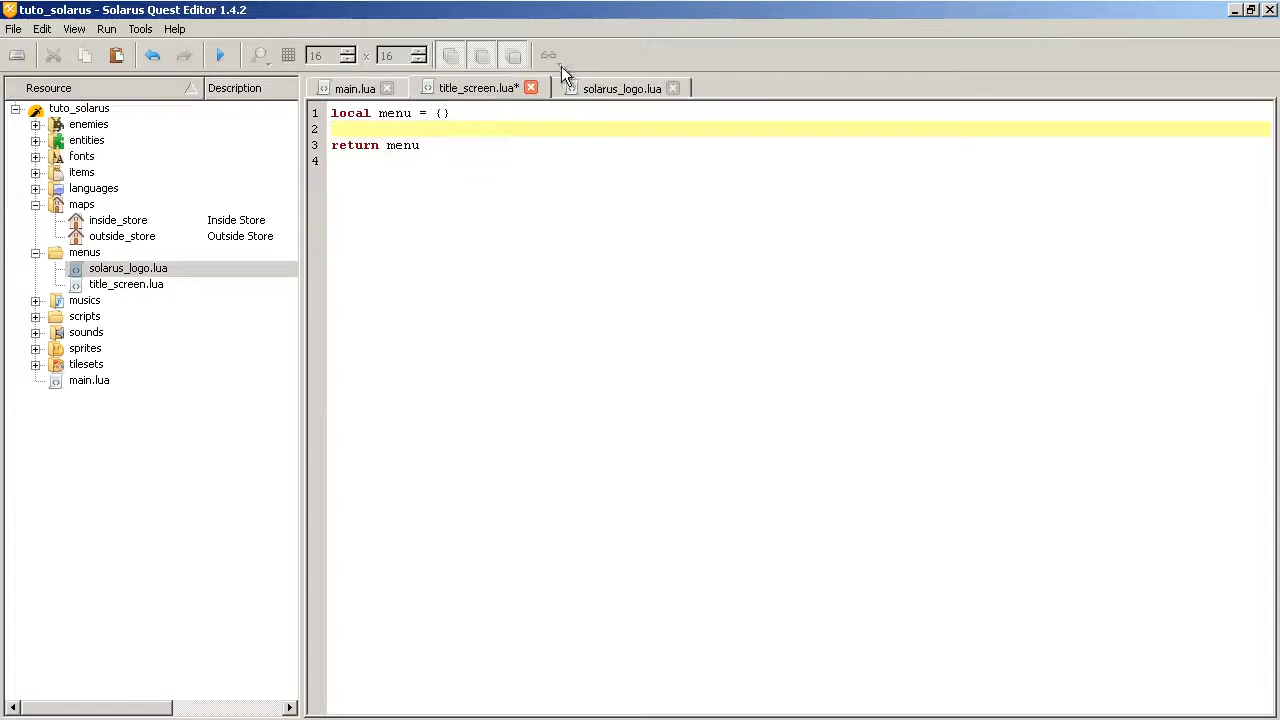 tuto_solarus - Solarus Quest Editor 1.4.2
File Edit View Run Tools Help
16 x 16
Resource Description
main.lua title_screen.lua* solarus_logo.lua
tuto_solarus
enemies
entities
fonts
items
languages
maps
inside_store Inside Store
outside_store Outside Store
menus
solarus_logo.lua
title_screen.lua
musics
scripts
sounds
sprites
tilesets
main.lua
1 local menu = {}
2
3 return menu
4